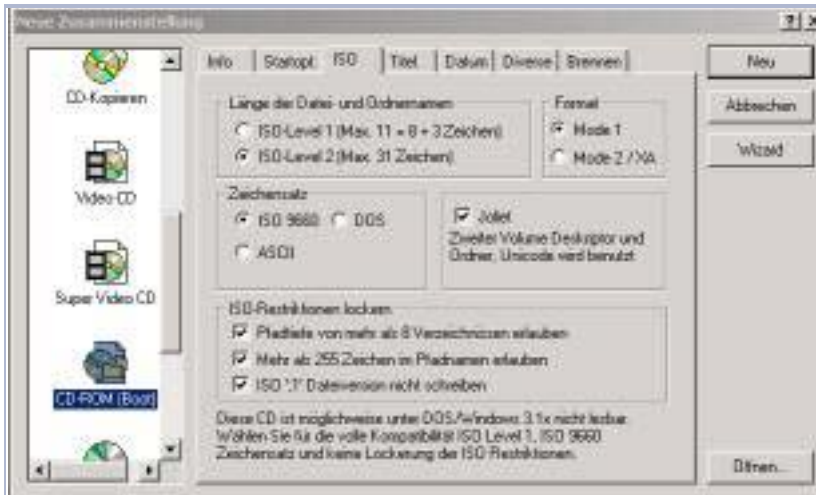 Neue Zusammenstellung
CD-Kopieren
Video CD
Super Video CD
CD-ROM (Boot)
Info Startopt. ISO Titel Datum Diverse Brennen
Länge der Datei- und Ordnernamen
ISO-Level 1 (Max. 11 = 8 + 3 Zeichen)
ISO-Level 2 (Max. 31 Zeichen)
Format
Mode 1
Mode 2 / XA
Zeichensatz
ISO 9660 DOS
ASCII
Joliet
Zweiter Volume Deskriptor und
Ordner, Unicode wird benutzt
ISO-Restriktionen lockern
Pfadtiefe von mehr als 8 Verzeichnissen erlauben
Mehr als 255 Zeichen im Pfadnamen erlauben
ISO ";1" Dateiversion nicht schreiben
Diese CD ist möglichweise unter DOS/Windows 3.1x nicht lesbar.
Wählen Sie für die volle Kompatibilität ISO Level 1, ISO 9660
Zeichensatz und keine Lockerung der ISO Restriktionen.
Neu
Abbrechen
Wizard
Öffnen...